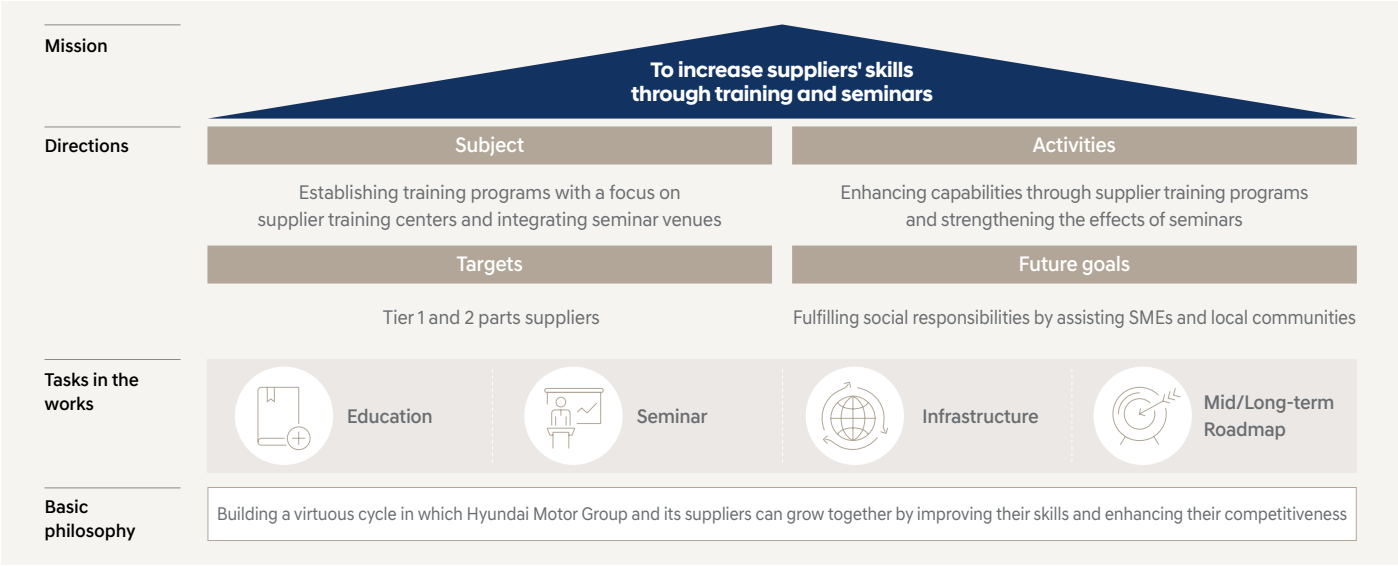 Mission
To increase suppliers' skills
through training and seminars
Directions
Subject
Establishing training programs with a focus on
supplier training centers and integrating seminar venues
Activities
Enhancing capabilities through supplier training programs
and strengthening the effects of seminars
Targets
Tier 1 and 2 parts suppliers
Future goals
Fulfilling social responsibilities by assisting SMEs and local communities
Tasks in the
works
Education
Seminar
Infrastructure
Mid/Long-term
Roadmap
Basic
philosophy
Building a virtuous cycle in which Hyundai Motor Group and its suppliers can grow together by improving their skills and enhancing their competitiveness